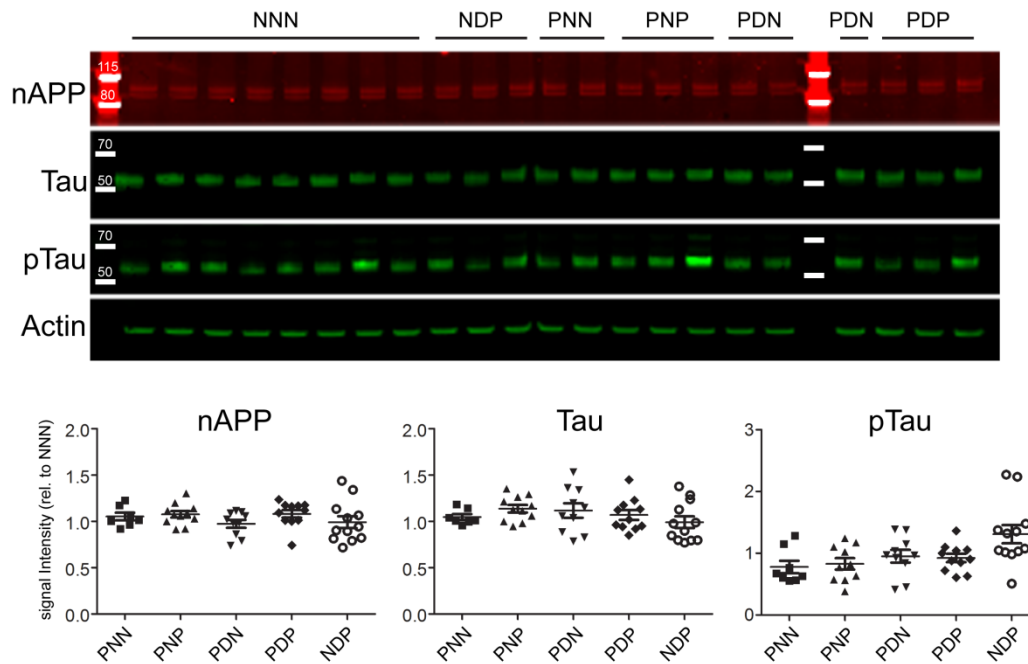 NNN NDP PNN PNP PDN PDN PDP
nAPP 115 80
Tau 70 50
pTau 70 50
Actin
signal Intensity (rel. to NNN)
nAPP
2.0
1.5
1.0
0.5
0.0
PNN PNP PDN PDP NDP
Tau
2.0
1.5
1.0
0.5
0.0
PNN PNP PDN PDP NDP
pTau
3
2
1
0
PNN PNP PDN PDP NDP